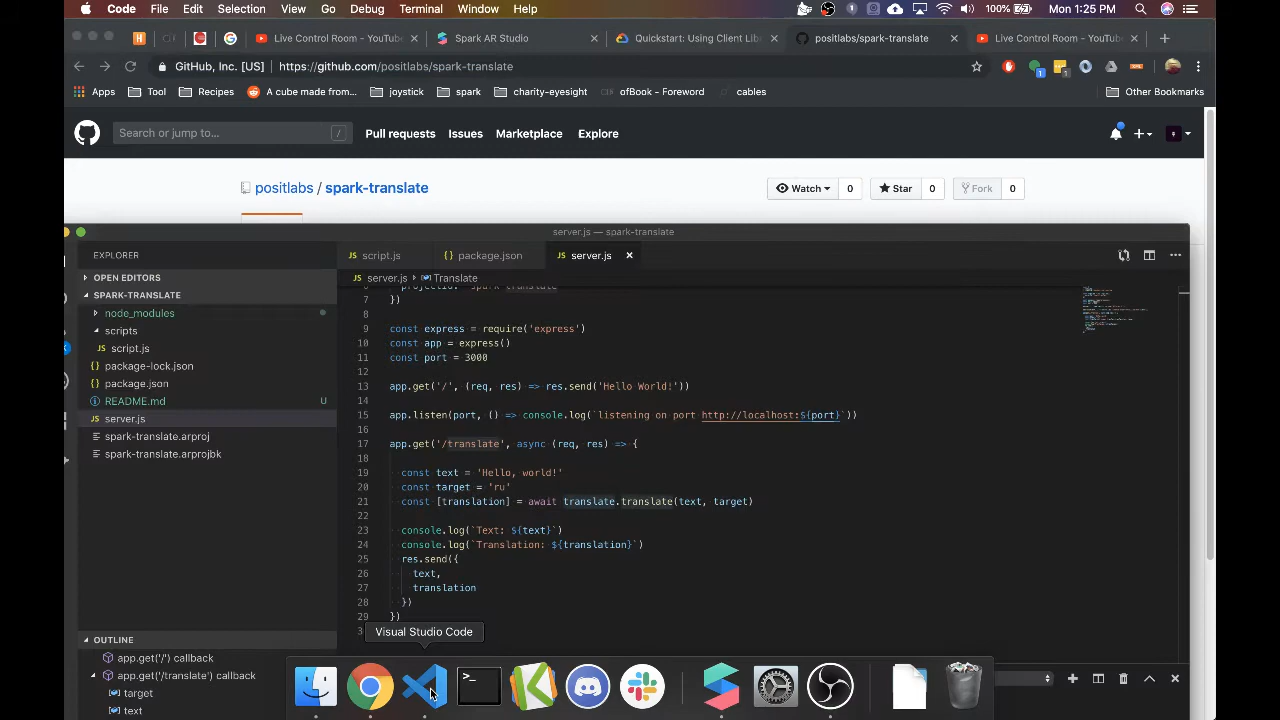 Code File Edit Selection View Go Debug Terminal Window Help 100% Mon 1:25 PM
Live Control Room - YouTube
Spark AR Studio
Quickstart: Using Client Lib
positlabs/spark-translate
Live Control Room - YouTube
GitHub, Inc. [US] https://github.com/positlabs/spark-translate
Apps Tool Recipes A cube made from... joystick spark charity-eyesight ofBook - Foreword cables Other Bookmarks
Search or jump to... / Pull requests Issues Marketplace Explore
positlabs / spark-translate
Watch 0 Star 0 Fork 0
server.js — spark-translate
EXPLORER
OPEN EDITORS
SPARK-TRANSLATE
node_modules
scripts
JS script.js
{} package-lock.json
{} package.json
README.md U
JS server.js
spark-translate.arproj
spark-translate.arprojbk
OUTLINE
app.get('/') callback
app.get('/translate') callback
target
text
JS script.js {} package.json JS server.js
JS server.js Translate
7 })
8
9 const express = require('express')
10 const app = express()
11 const port = 3000
12
13 app.get('/', (req, res) => res.send('Hello World!'))
14
15 app.listen(port, () => console.log(`listening on port http://localhost:${port}`))
16
17 app.get('/translate', async (req, res) => {
18
19 const text = 'Hello, world!'
20 const target = 'ru'
21 const [translation] = await translate.translate(text, target)
22
23 console.log(`Text: ${text}`)
24 console.log(`Translation: ${translation}`)
25 res.send({
26 text,
27 translation
28 })
29 })
Visual Studio Code